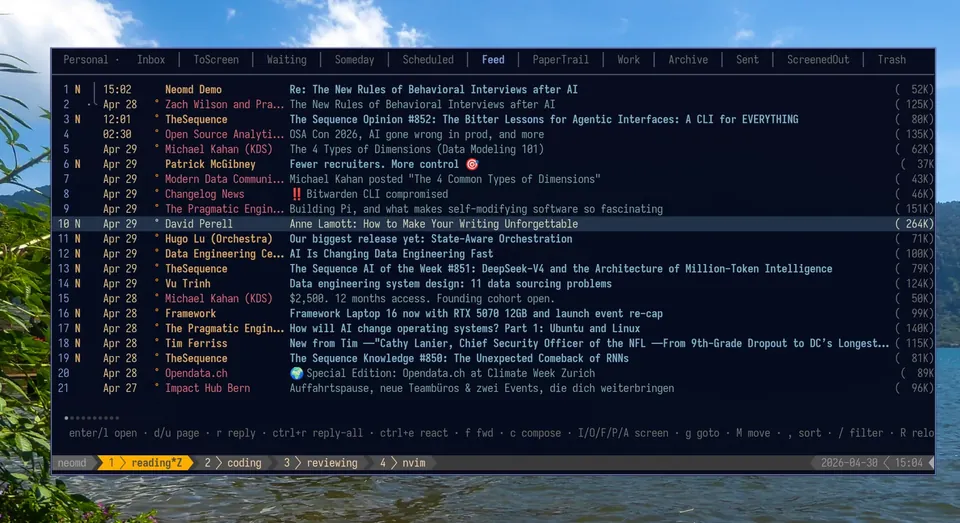 Personal · Inbox │ ToScreen │ Waiting │ Someday │ Scheduled │ Feed │ PaperTrail │ Work │ Archive │ Sent │ ScreenedOut │ Trash
1 N 15:02 Neomd Demo Re: The New Rules of Behavioral Interviews after AI ( 52K)
2 Apr 28 * Zach Wilson and Pra... The New Rules of Behavioral Interviews after AI ( 125K)
3 N 12:01 * TheSequence The Sequence Opinion #852: The Bitter Lessons for Agentic Interfaces: A CLI for EVERYTHING ( 80K)
4 02:30 * Open Source Analyti... OSA Con 2026, AI gone wrong in prod, and more ( 135K)
5 Apr 29 * Michael Kahan (KDS) The 4 Types of Dimensions (Data Modeling 101) ( 62K)
6 N Apr 29 Patrick McGibney Fewer recruiters. More control 🎯 ( 37K
7 Apr 29 * Modern Data Communi... Michael Kahan posted "The 4 Common Types of Dimensions" ( 43K)
8 Apr 29 * Changelog News ‼️ Bitwarden CLI compromised ( 46K)
9 Apr 29 * The Pragmatic Engin... Building Pi, and what makes self-modifying software so fascinating ( 151K)
10 N Apr 29 * David Perell Anne Lamott: How to Make Your Writing Unforgettable ( 264K)
11 N Apr 29 * Hugo Lu (Orchestra) Our biggest release yet: State-Aware Orchestration ( 71K)
12 N Apr 29 * Data Engineering Ce... AI Is Changing Data Engineering Fast ( 100K)
13 N Apr 29 * TheSequence The Sequence AI of the Week #851: DeepSeek-V4 and the Architecture of Million-Token Intelligence ( 79K)
14 N Apr 28 * Vu Trinh Data engineering system design: 11 data sourcing problems ( 124K)
15 Apr 28 * Michael Kahan (KDS) $2,500. 12 months access. Founding cohort open. ( 50K)
16 N Apr 28 * Framework Framework Laptop 16 now with RTX 5070 12GB and launch event re-cap ( 99K)
17 N Apr 28 * The Pragmatic Engin... How will AI change operating systems? Part 1: Ubuntu and Linux ( 140K)
18 N Apr 28 * Tim Ferriss New from Tim —"Cathy Lanier, Chief Security Officer of the NFL —From 9th-Grade Dropout to DC's Longest... ( 115K)
19 N Apr 28 * TheSequence The Sequence Knowledge #850: The Unexpected Comeback of RNNs ( 81K)
20 Apr 28 * Opendata.ch 🌍 Special Edition: Opendata.ch at Climate Week Zurich ( 89K
21 Apr 27 * Impact Hub Bern Auffahrtspause, neue Teambüros & zwei Events, die dich weiterbringen ( 96K)
enter/l open · d/u page · r reply · ctrl+r reply-all · ctrl+e react · f fwd · c compose · I/O/F/P/A screen · g goto · M move · , sort · / filter · R relo
neomd 1 reading*Z 2 coding 3 reviewing 4 nvim 2026-04-30 15:04